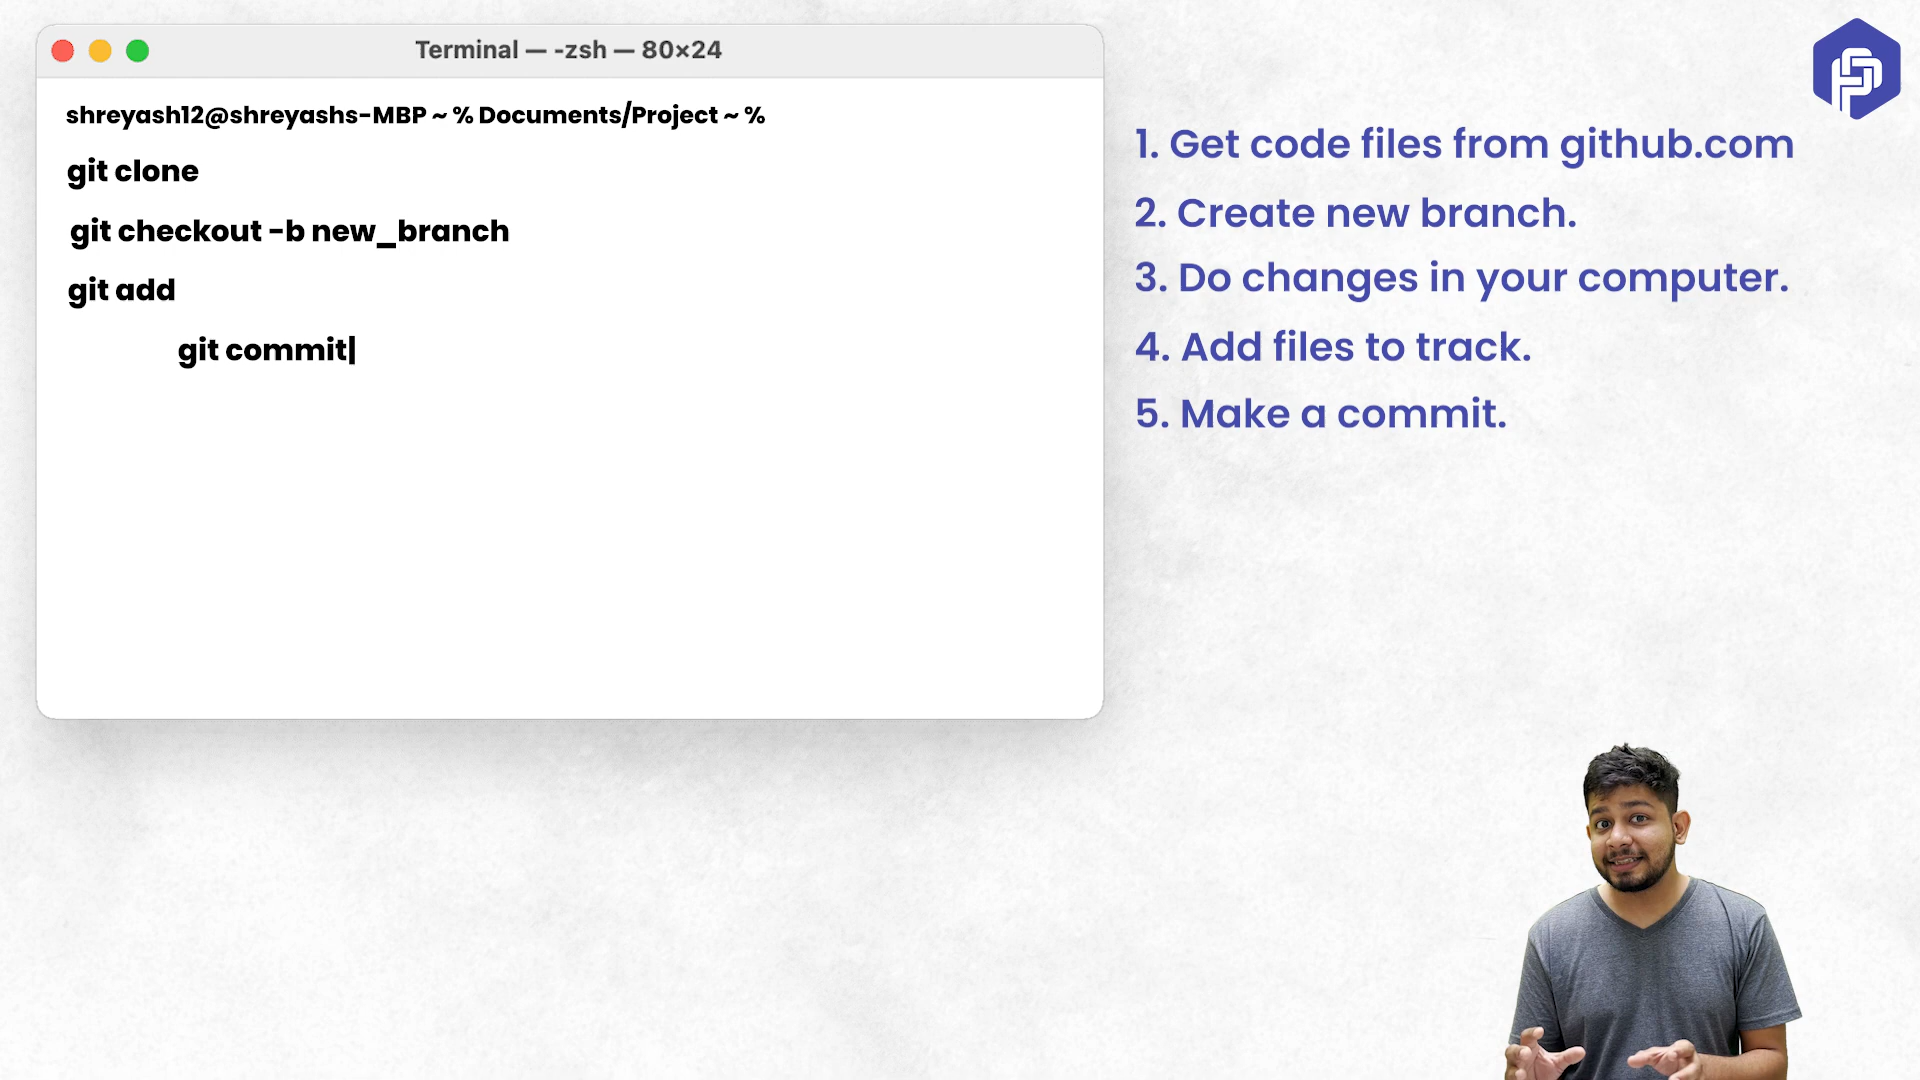 Terminal — -zsh — 80×24
shreyash12@shreyashs-MBP ~ % Documents/Project ~ %
git clone
git checkout -b new_branch
git add
git commit|
1. Get code files from github.com
2. Create new branch.
3. Do changes in your computer.
4. Add files to track.
5. Make a commit.